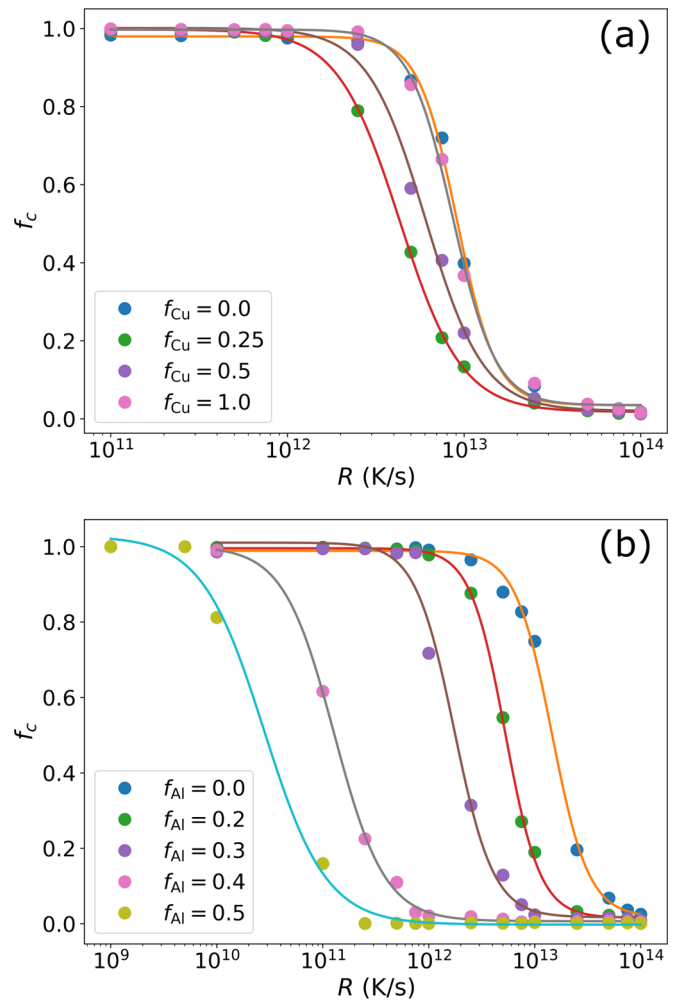 (a)
1.0
0.8
0.6
0.4
0.2
0.0
f_c
f_Cu = 0.0
f_Cu = 0.25
f_Cu = 0.5
f_Cu = 1.0
10^11 10^12 10^13 10^14
R (K/s)
(b)
1.0
0.8
0.6
0.4
0.2
0.0
f_c
f_Al = 0.0
f_Al = 0.2
f_Al = 0.3
f_Al = 0.4
f_Al = 0.5
10^9 10^10 10^11 10^12 10^13 10^14
R (K/s)